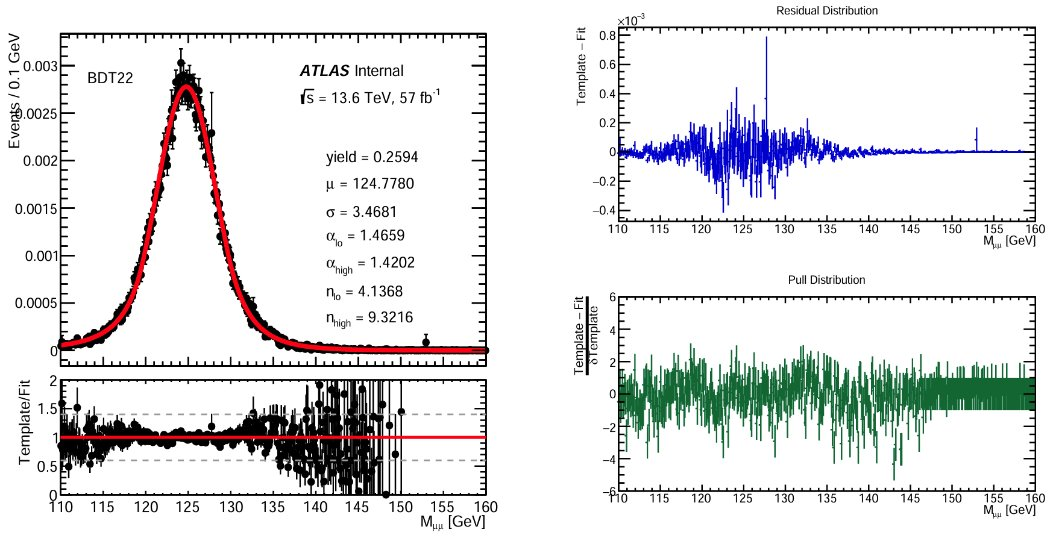 Events / 0.1 GeV
BDT22
ATLAS Internal
√s = 13.6 TeV, 57 fb⁻¹
yield = 0.2594
μ = 124.7780
σ = 3.4681
α_lo = 1.4659
α_high = 1.4202
n_lo = 4.1368
n_high = 9.3216
0.003
0.0025
0.002
0.0015
0.001
0.0005
0
Template/Fit
2
1.5
1
0.5
0
110 115 120 125 130 135 140 145 150 155 160
M_μμ [GeV]
Residual Distribution
×10⁻³
Template − Fit
0.8
0.6
0.4
0.2
0
−0.2
−0.4
110 115 120 125 130 135 140 145 150 155 160
M_μμ [GeV]
Pull Distribution
Template − Fit
δTemplate
6
4
2
0
−2
−4
−6
110 115 120 125 130 135 140 145 150 155 160
M_μμ [GeV]